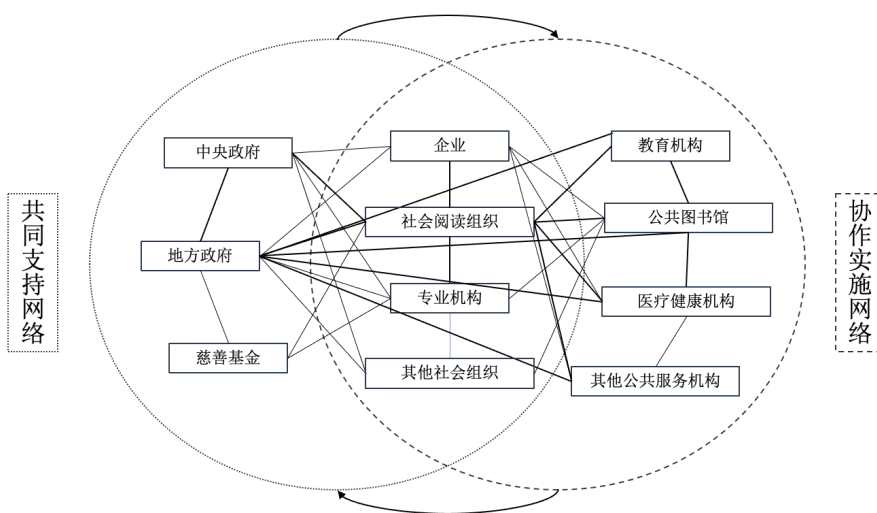 共同支持网络
中央政府
地方政府
慈善基金
企业
社会阅读组织
专业机构
其他社会组织
教育机构
公共图书馆
医疗健康机构
其他公共服务机构
协作实施网络